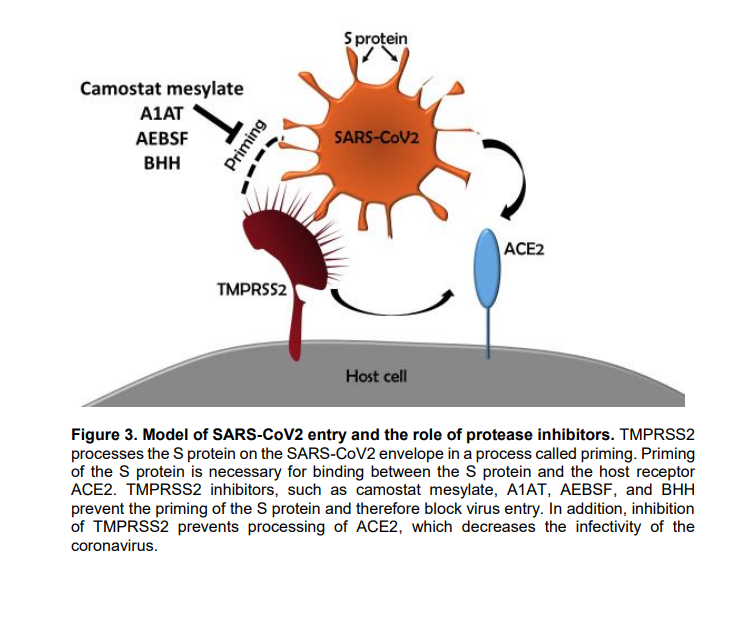 S protein
Camostat mesylate
A1AT
AEBSF
BHH
Priming
SARS-CoV2
ACE2
TMPRSS2
Host cell
Figure 3. Model of SARS-CoV2 entry and the role of protease inhibitors. TMPRSS2
processes the S protein on the SARS-CoV2 envelope in a process called priming. Priming
of the S protein is necessary for binding between the S protein and the host receptor
ACE2. TMPRSS2 inhibitors, such as camostat mesylate, A1AT, AEBSF, and BHH
prevent the priming of the S protein and therefore block virus entry. In addition, inhibition
of TMPRSS2 prevents processing of ACE2, which decreases the infectivity of the
coronavirus.